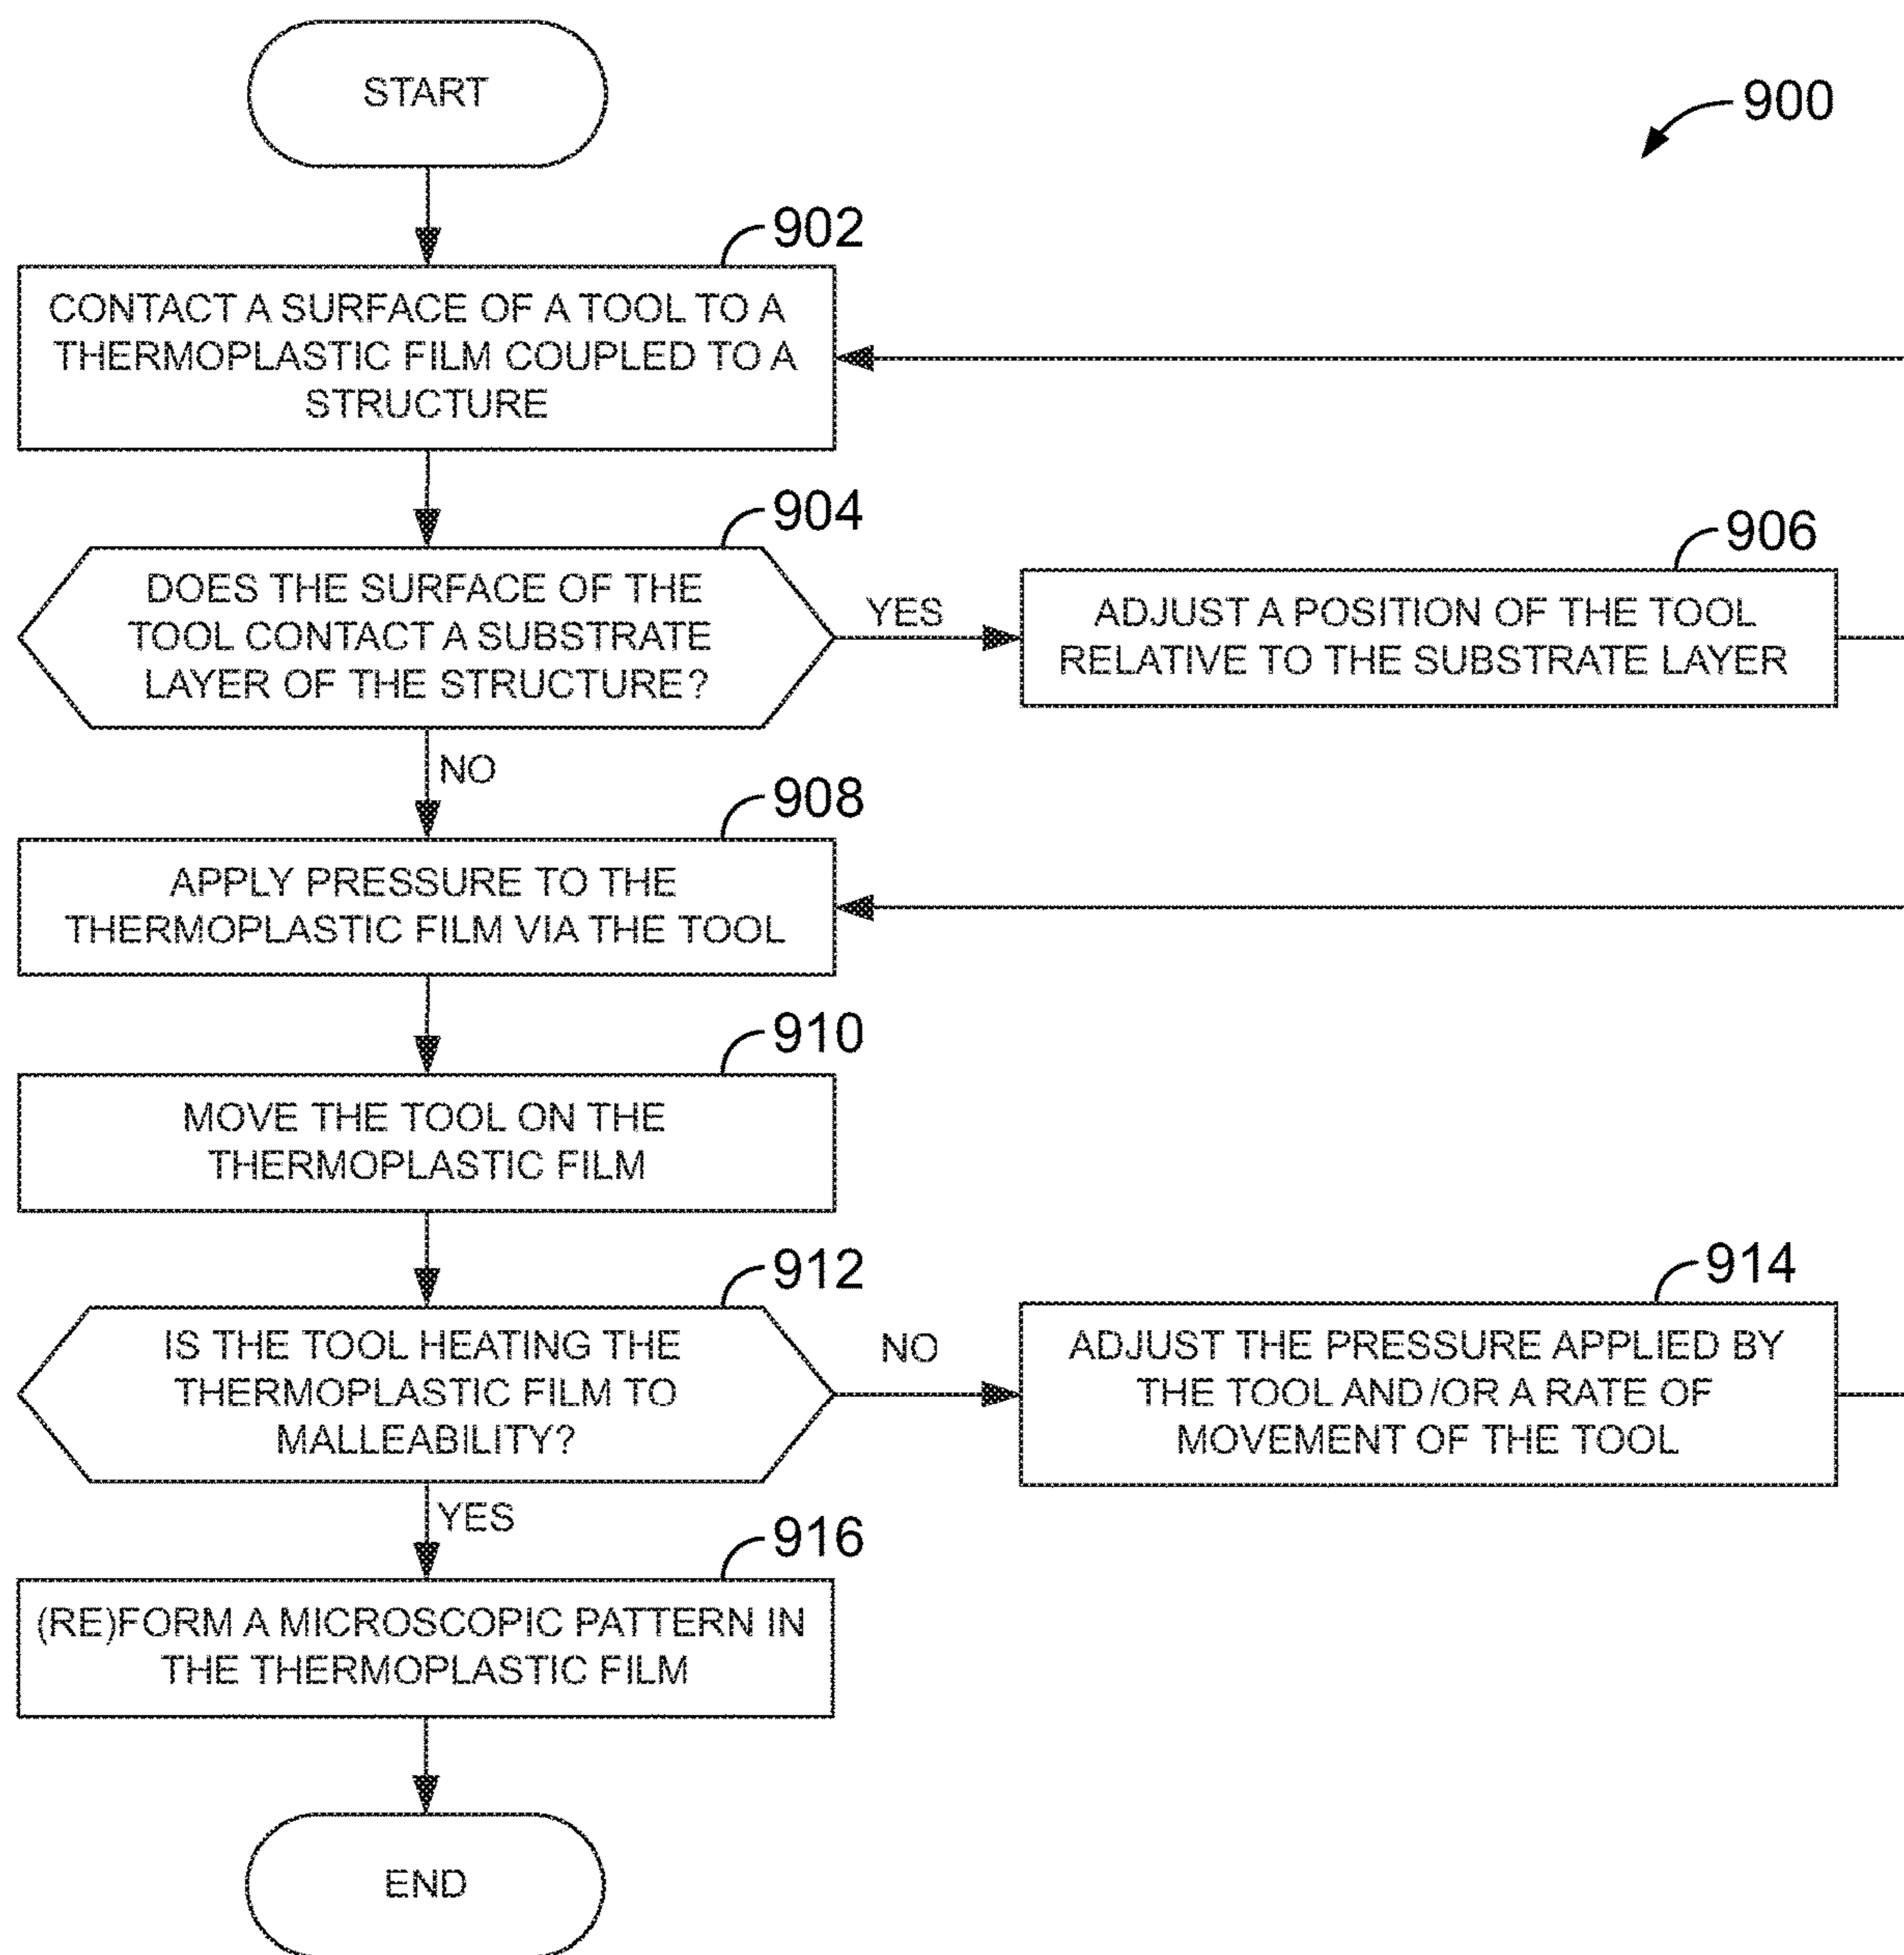 START
900
902
CONTACT A SURFACE OF A TOOL TO A
THERMOPLASTIC FILM COUPLED TO A
STRUCTURE
904
DOES THE SURFACE OF THE
TOOL CONTACT A SUBSTRATE
LAYER OF THE STRUCTURE?
YES
906
ADJUST A POSITION OF THE TOOL
RELATIVE TO THE SUBSTRATE LAYER
NO
908
APPLY PRESSURE TO THE
THERMOPLASTIC FILM VIA THE TOOL
910
MOVE THE TOOL ON THE
THERMOPLASTIC FILM
912
IS THE TOOL HEATING THE
THERMOPLASTIC FILM TO
MALLEABILITY?
NO
914
ADJUST THE PRESSURE APPLIED BY
THE TOOL AND/OR A RATE OF
MOVEMENT OF THE TOOL
YES
916
(RE)FORM A MICROSCOPIC PATTERN IN
THE THERMOPLASTIC FILM
END